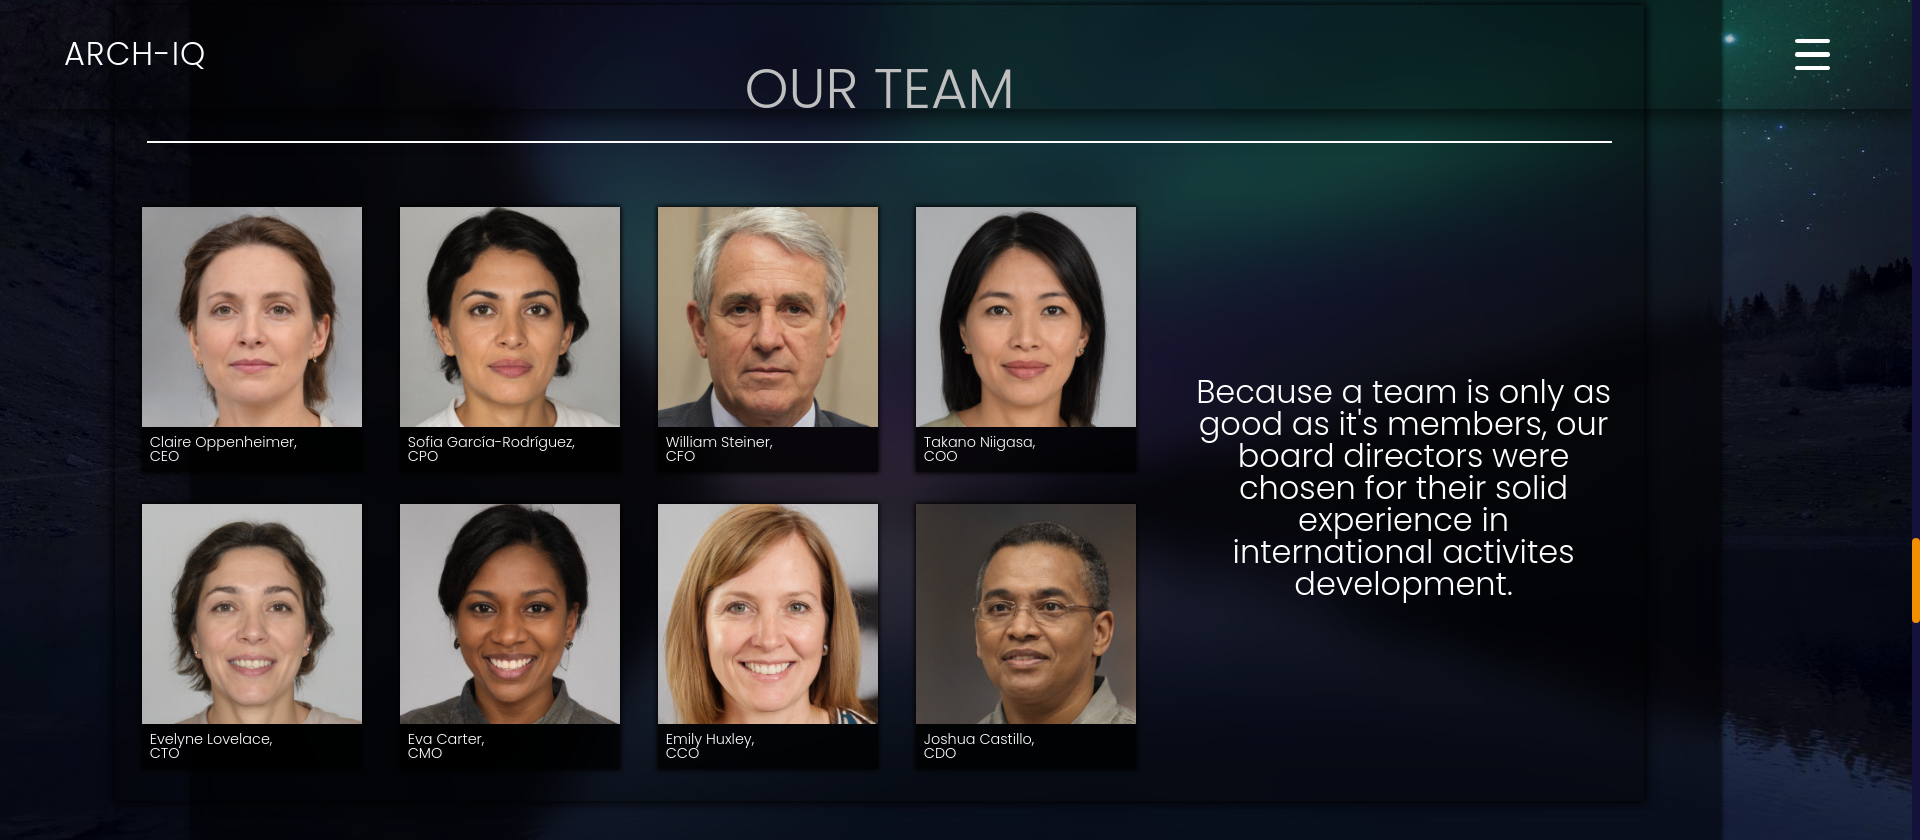 ARCH-IQ
OUR TEAM
Claire Oppenheimer,
CEO
Sofia García-Rodríguez,
CPO
William Steiner,
CFO
Takano Niigasa,
COO
Evelyne Lovelace,
CTO
Eva Carter,
CMO
Emily Huxley,
CCO
Joshua Castillo,
CDO
Because a team is only as
good as it's members, our
board directors were
chosen for their solid
experience in
international activites
development.